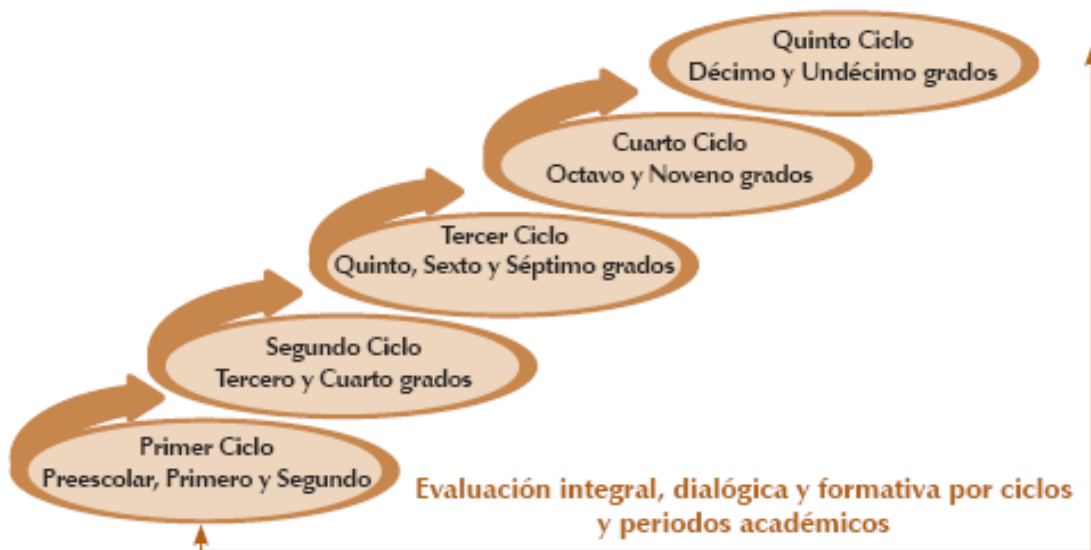 Quinto Ciclo
Décimo y Undécimo grados
Cuarto Ciclo
Octavo y Noveno grados
Tercer Ciclo
Quinto, Sexto y Séptimo grados
Segundo Ciclo
Tercero y Cuarto grados
Primer Ciclo
Preescolar, Primero y Segundo
Evaluación integral, dialógica y formativa por ciclos
y periodos académicos